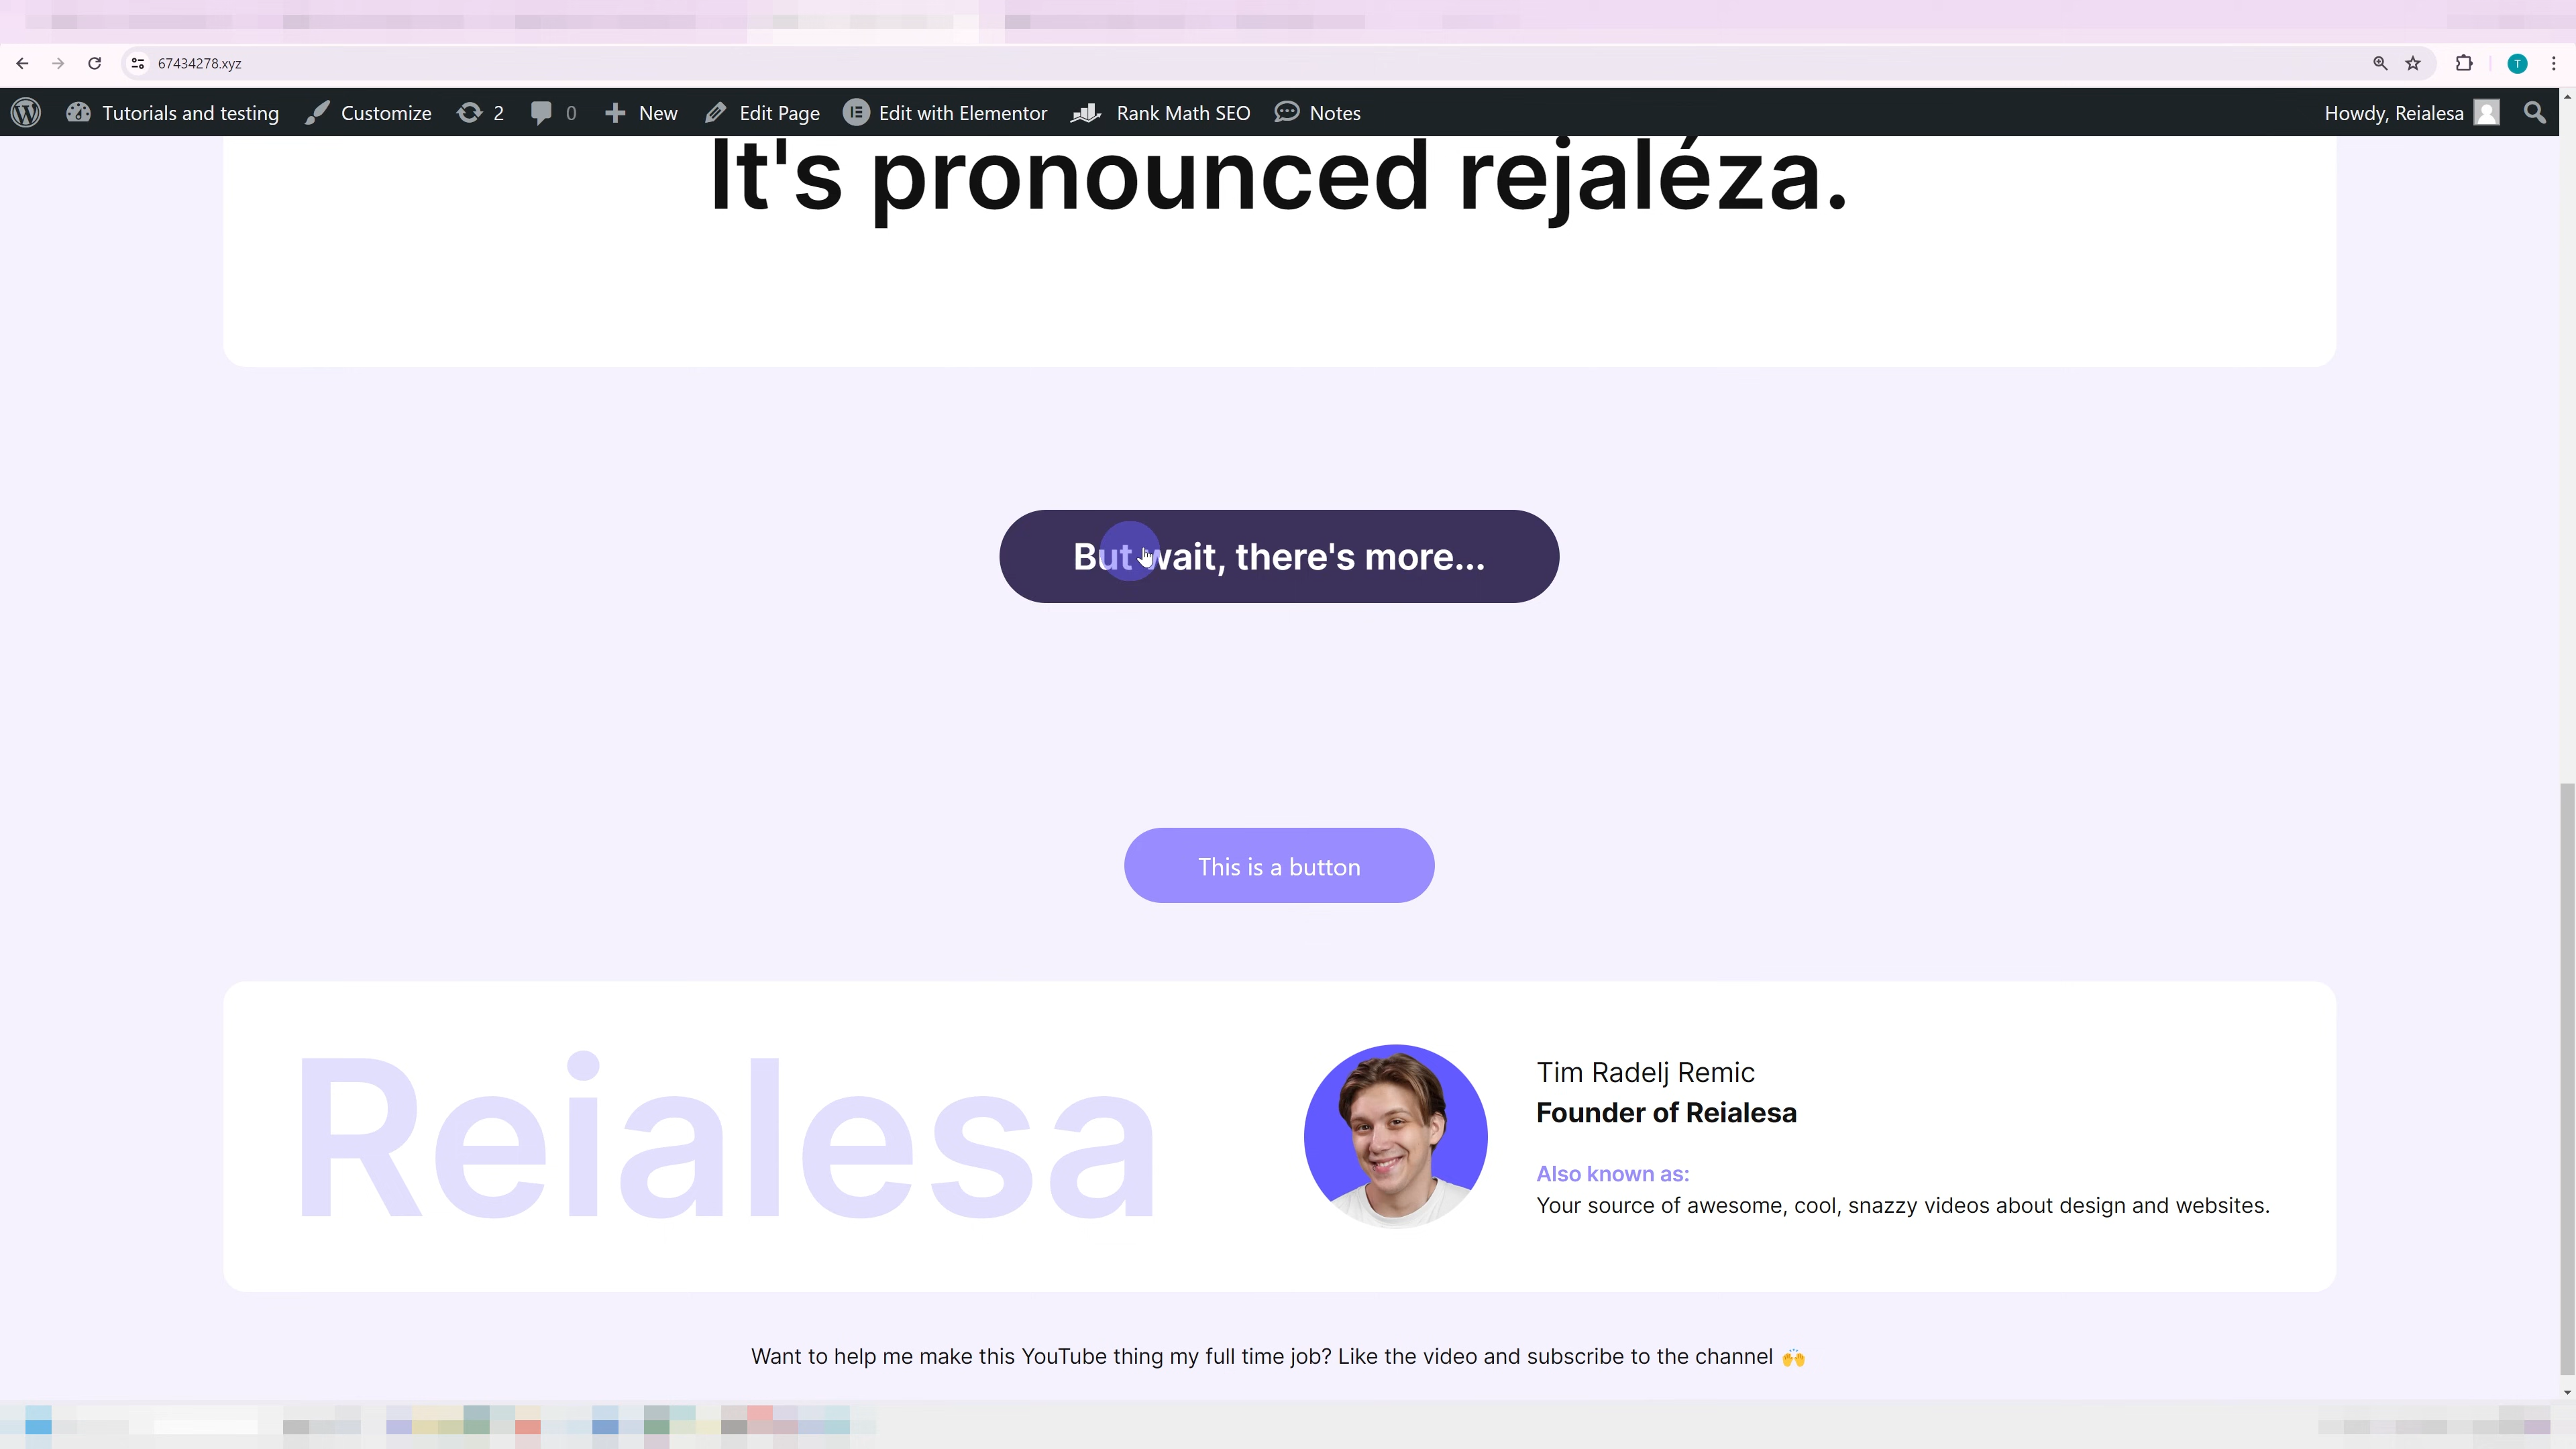 67434278.xyz
T
Tutorials and testing
Customize
2
0
New
Edit Page
Edit with Elementor
Rank Math SEO
Notes
Howdy, Reialesa
It's pronounced rejaléza.
But wait, there's more...
This is a button
Reialesa
Tim Radelj Remic
Founder of Reialesa
Also known as:
Your source of awesome, cool, snazzy videos about design and websites.
Want to help me make this YouTube thing my full time job? Like the video and subscribe to the channel 🙌